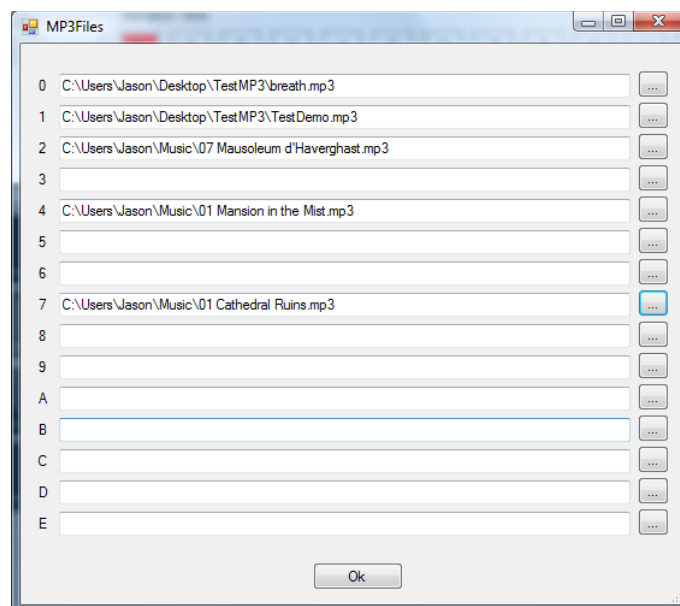 MP3Files
0 C:\Users\Jason\Desktop\TestMP3\breath.mp3 ...
1 C:\Users\Jason\Desktop\TestMP3\TestDemo.mp3 ...
2 C:\Users\Jason\Music\07 Mausoleum d'Haverghast.mp3 ...
3 ...
4 C:\Users\Jason\Music\01 Mansion in the Mist.mp3 ...
5 ...
6 ...
7 C:\Users\Jason\Music\01 Cathedral Ruins.mp3 ...
8 ...
9 ...
A ...
B ...
C ...
D ...
E ...
Ok